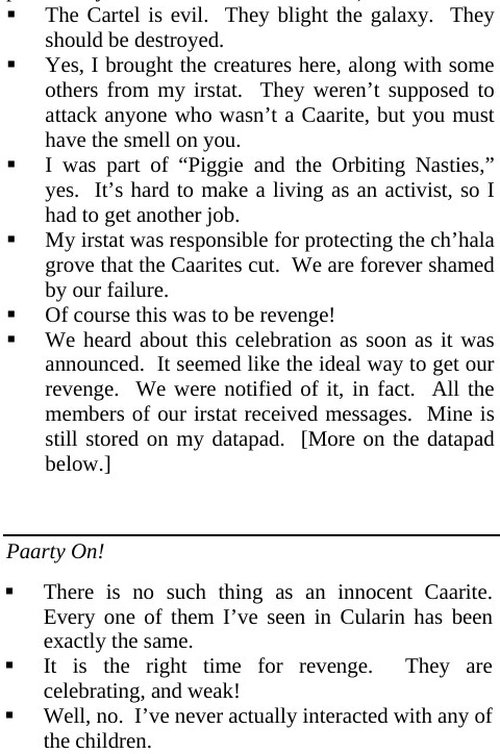 ▪ The Cartel is evil. They blight the galaxy. They
should be destroyed.
▪ Yes, I brought the creatures here, along with some
others from my irstat. They weren’t supposed to
attack anyone who wasn’t a Caarite, but you must
have the smell on you.
▪ I was part of “Piggie and the Orbiting Nasties,”
yes. It’s hard to make a living as an activist, so I
had to get another job.
▪ My irstat was responsible for protecting the ch’hala
grove that the Caarites cut. We are forever shamed
by our failure.
▪ Of course this was to be revenge!
▪ We heard about this celebration as soon as it was
announced. It seemed like the ideal way to get our
revenge. We were notified of it, in fact. All the
members of our irstat received messages. Mine is
still stored on my datapad. [More on the datapad
below.]
Paarty On!
▪ There is no such thing as an innocent Caarite.
Every one of them I’ve seen in Cularin has been
exactly the same.
▪ It is the right time for revenge. They are
celebrating, and weak!
▪ Well, no. I’ve never actually interacted with any of
the children.